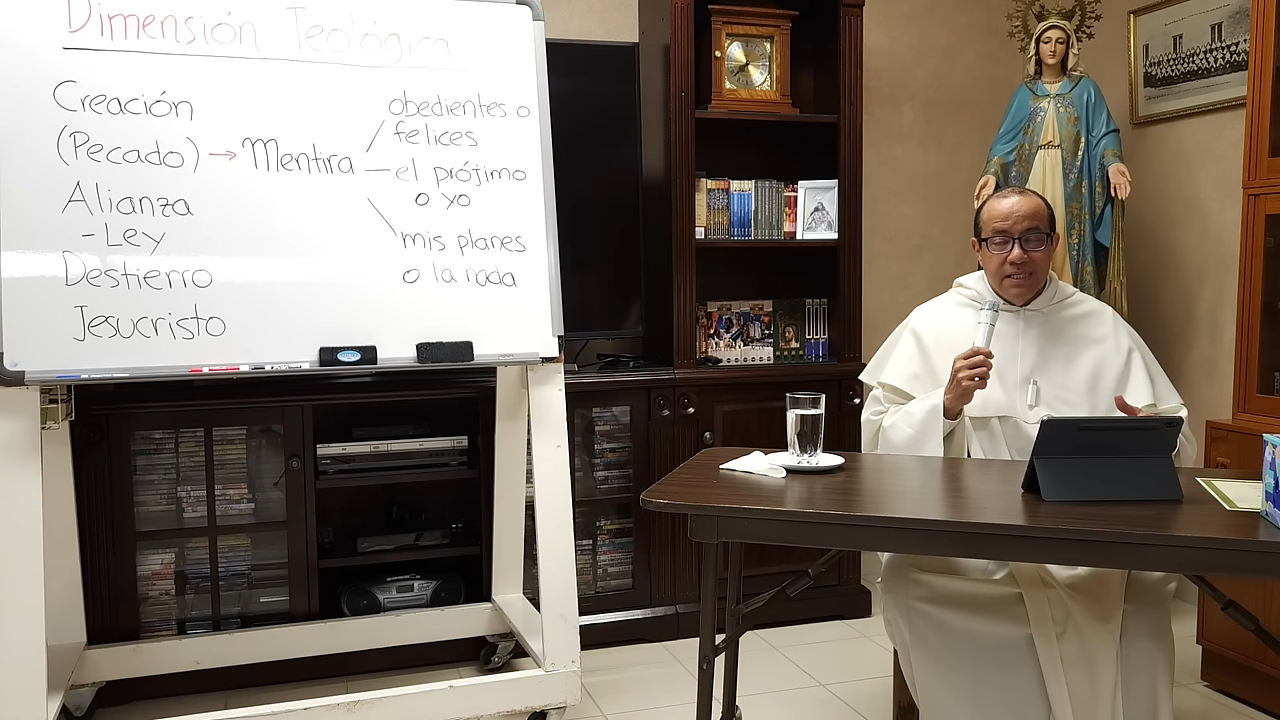 Dimensión Teológica
Creación
(Pecado) → Mentira
Alianza
- Ley
Destierro
Jesucristo
obedientes o
felices
el prójimo
o yo
mis planes
o la nada